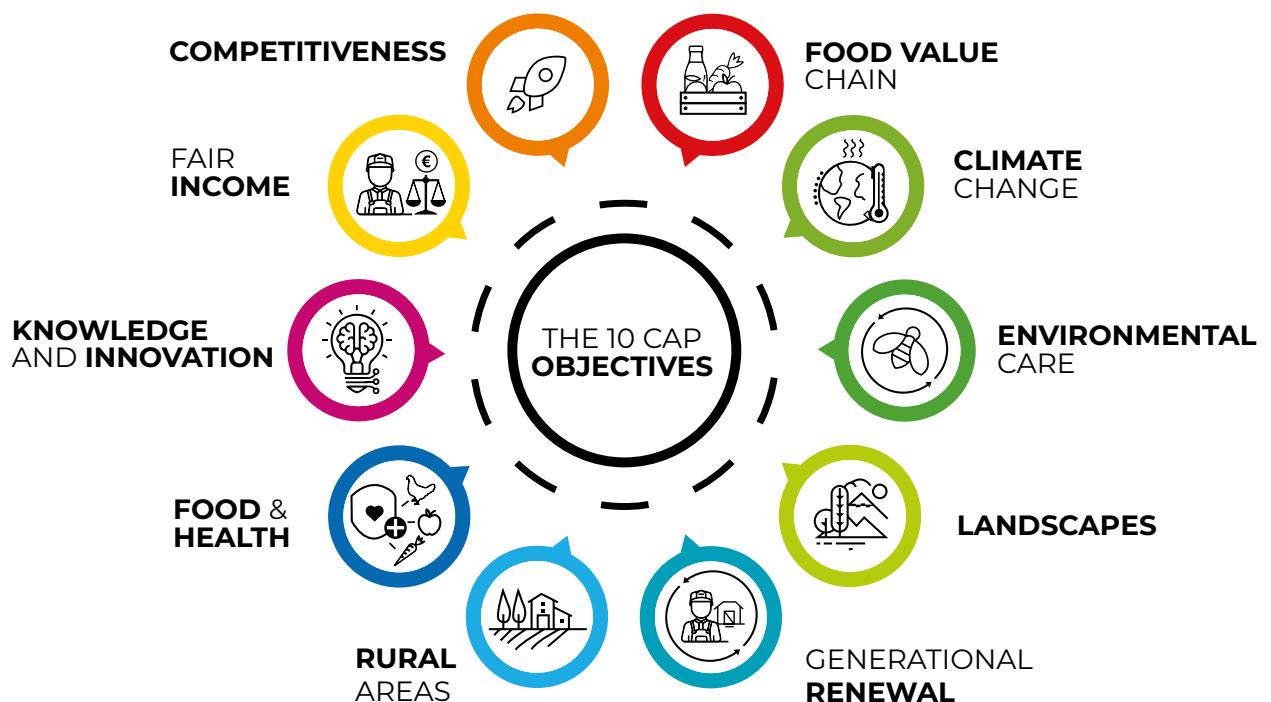 COMPETITIVENESS
FOOD VALUE
CHAIN
FAIR
INCOME
€
CLIMATE
CHANGE
KNOWLEDGE
AND INNOVATION
THE 10 CAP
OBJECTIVES
ENVIRONMENTAL
CARE
FOOD &
HEALTH
LANDSCAPES
RURAL
AREAS
GENERATIONAL
RENEWAL